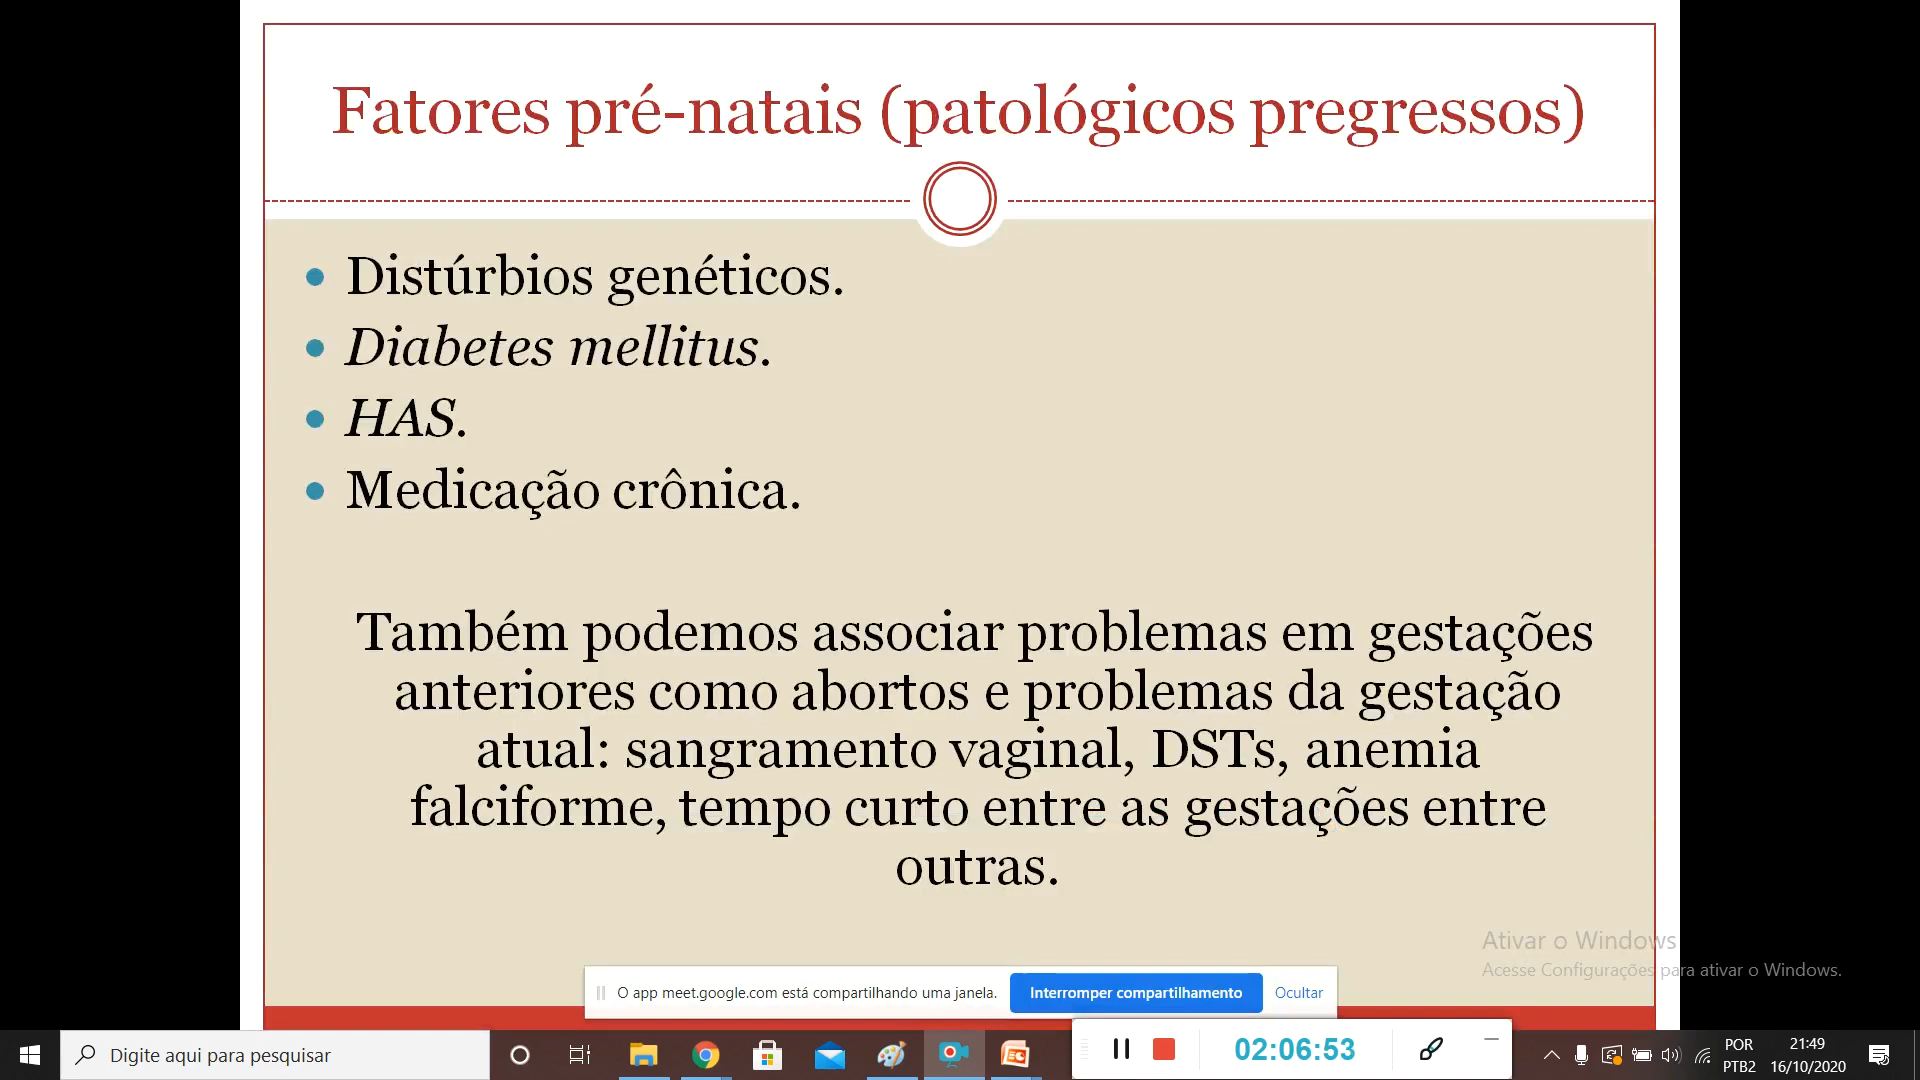 Fatores pré-natais (patológicos pregressos)
Distúrbios genéticos.
Diabetes mellitus.
HAS.
Medicação crônica.
Também podemos associar problemas em gestações
anteriores como abortos e problemas da gestação
atual: sangramento vaginal, DSTs, anemia
falciforme, tempo curto entre as gestações entre
outras.
Ativar o Windows
Acesse Configurações para ativar o Windows.
O app meet.google.com está compartilhando uma janela.
Interromper compartilhamento
Ocultar
Digite aqui para pesquisar
02:06:53
POR
PTB2
21:49
16/10/2020